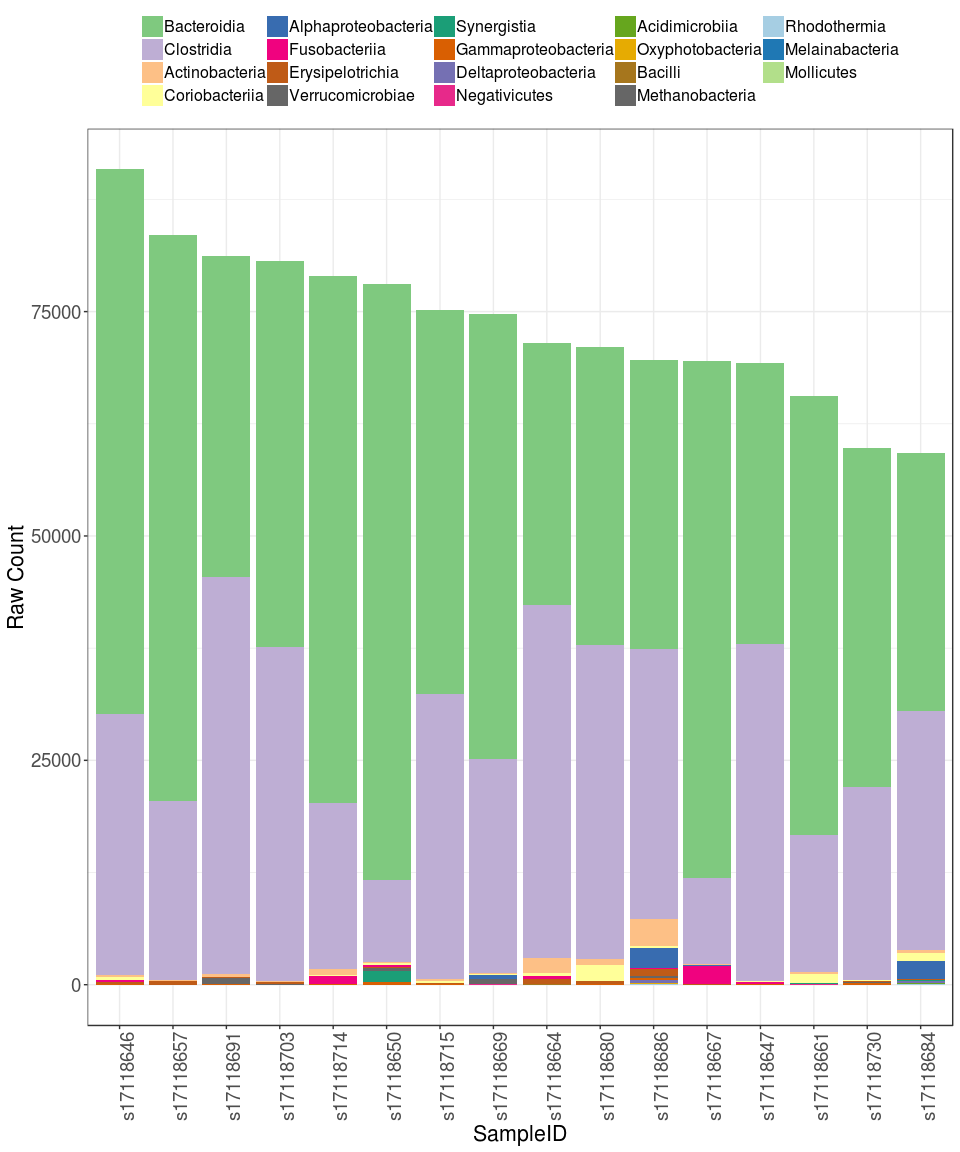 Bacteroidia Alphaproteobacteria Synergistia Acidimicrobiia Rhodothermia
Clostridia Fusobacteriia Gammaproteobacteria Oxyphotobacteria Melainabacteria
Actinobacteria Erysipelotrichia Deltaproteobacteria Bacilli Mollicutes
Coriobacteriia Verrucomicrobiae Negativicutes Methanobacteria
75000
50000
25000
0
Raw Count
s17118646
s17118657
s17118691
s17118703
s17118714
s17118650
s17118715
s17118669
s17118664
s17118680
s17118686
s17118667
s17118647
s17118661
s17118730
s17118684
SampleID